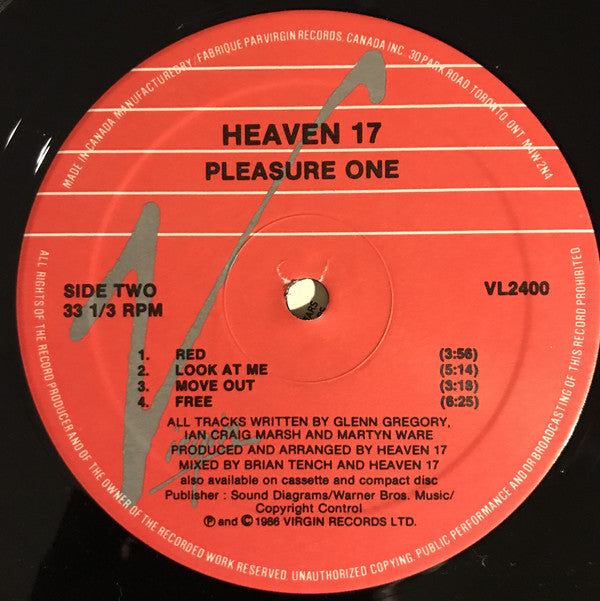 MADE IN CANADA MANUFACTURED BY / FABRIQUE PAR VIRGIN RECORDS. CANADA INC. 30 PARK ROAD TORONTO. ONT. M4W 2N4
HEAVEN 17
PLEASURE ONE
SIDE TWO
33 1/3 RPM
VL2400
1. RED (3:56)
2. LOOK AT ME (5:14)
3. MOVE OUT (3:18)
4. FREE (6:25)
ALL TRACKS WRITTEN BY GLENN GREGORY,
IAN CRAIG MARSH AND MARTYN WARE
PRODUCED AND ARRANGED BY HEAVEN 17
MIXED BY BRIAN TENCH AND HEAVEN 17
also available on cassette and compact disc
Publisher : Sound Diagrams/Warner Bros. Music/
Copyright Control
℗ and © 1986 VIRGIN RECORDS LTD.
ALL RIGHTS OF THE RECORD PRODUCER AND OF THE OWNER OF THE RECORDED WORK RESERVED. UNAUTHORIZED COPYING. PUBLIC PERFORMANCE AND/OR BROADCASTING OF THIS RECORD PROHIBITED